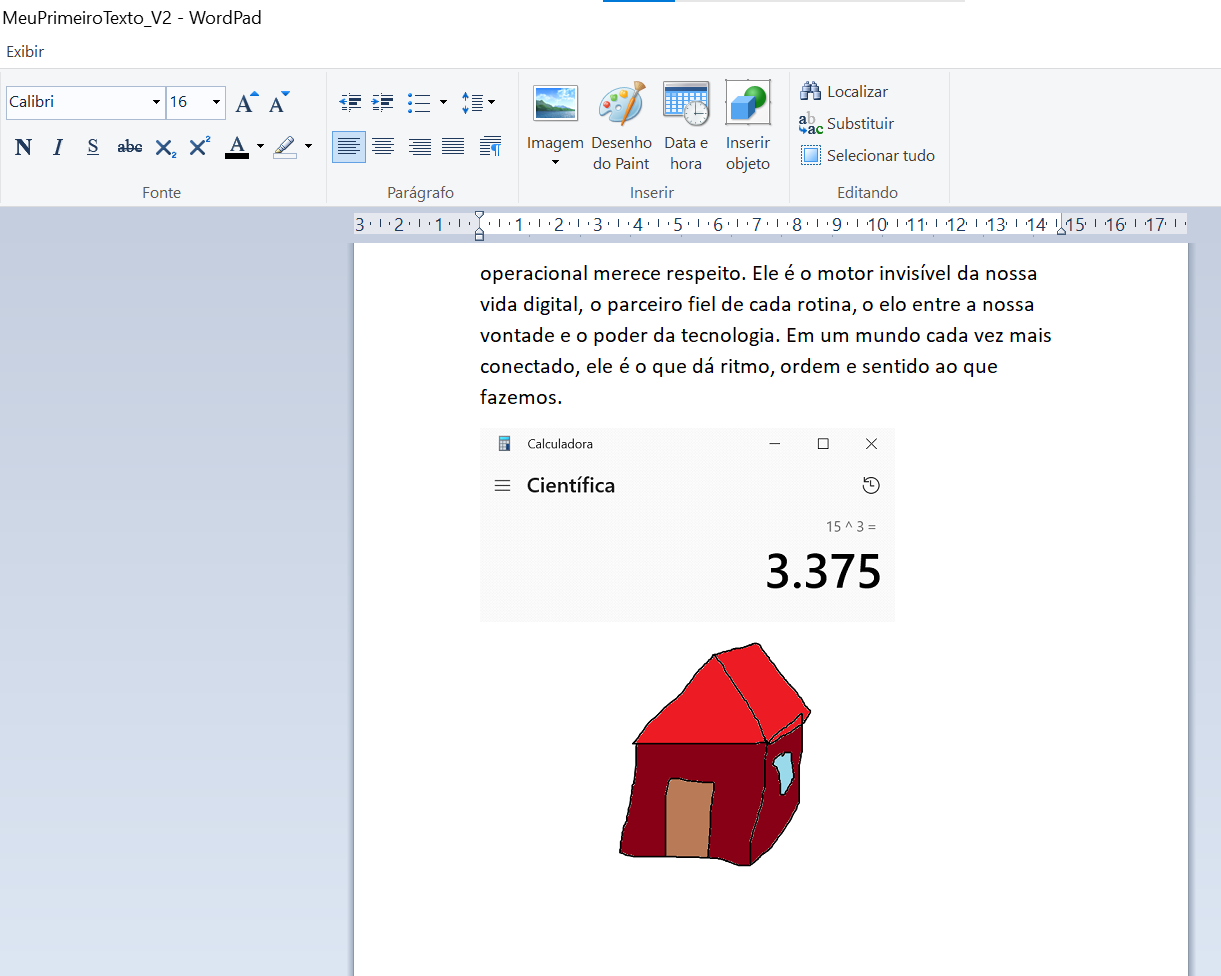 MeuPrimeiroTexto_V2 - WordPad
Exibir
Calibri 16 A A
N I S abc X₂ X² A
Fonte
Parágrafo
Imagem
Desenho do Paint
Data e hora
Inserir objeto
Inserir
Localizar
Substituir
Selecionar tudo
Editando
3 2 1 1 2 3 4 5 6 7 8 9 10 11 12 13 14 15 16 17
operacional merece respeito. Ele é o motor invisível da nossa
vida digital, o parceiro fiel de cada rotina, o elo entre a nossa
vontade e o poder da tecnologia. Em um mundo cada vez mais
conectado, ele é o que dá ritmo, ordem e sentido ao que
fazemos.
Calculadora
Científica
15 ^ 3 =
3.375